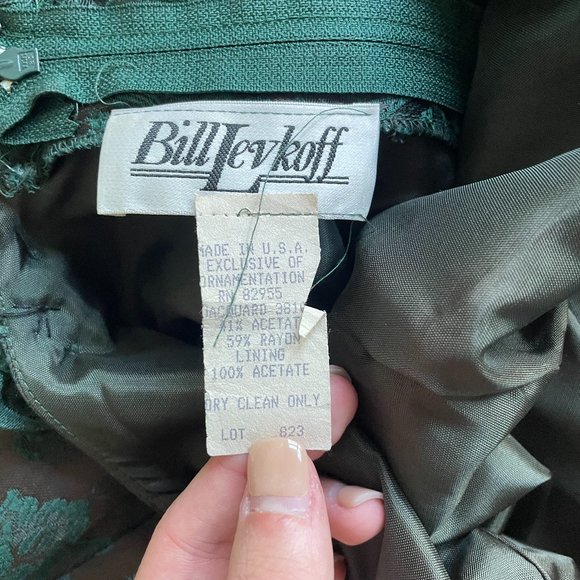 Bill Levkoff
MADE IN U.S.A.
EXCLUSIVE OF
ORNAMENTATION
RN 82955
JACQUARD 381
41% ACETAT
59% RAYON
LINING
100% ACETATE
DRY CLEAN ONLY
LOT 823